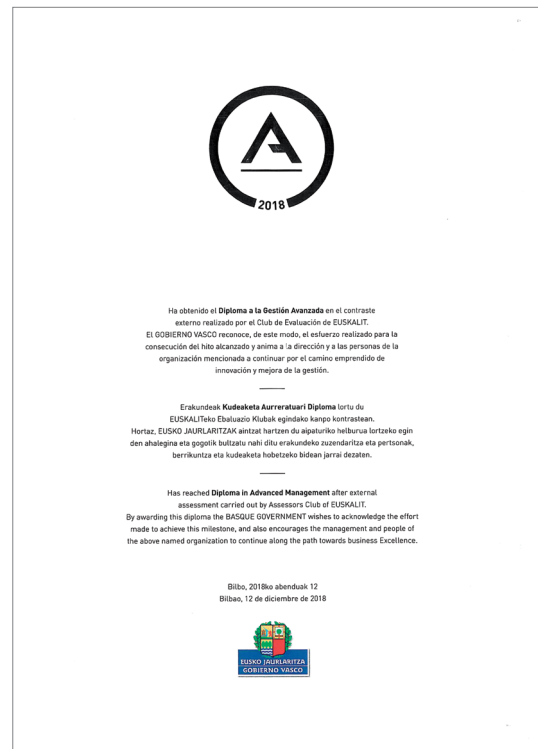 A
2018
Ha obtenido el Diploma a la Gestión Avanzada en el contraste
externo realizado por el Club de Evaluación de EUSKALIT.
El GOBIERNO VASCO reconoce, de este modo, el esfuerzo realizado para la
consecución del hito alcanzado y anima a la dirección y a las personas de la
organización mencionada a continuar por el camino emprendido de
innovación y mejora de la gestión.
Erakundeak Kudeaketa Aurreratuari Diploma lortu du
EUSKALITeko Ebaluazio Klubak egindako kanpo kontrastean.
Hortaz, EUSKO JAURLARITZAK aintzat hartzen du aipaturiko helburua lortzeko egin
den ahalegina eta gogotik bultzatu nahi ditu erakundeko zuzendaritza eta pertsonak,
berrikuntza eta kudeaketa hobetzeko bidean jarrai dezaten.
Has reached Diploma in Advanced Management after external
assessment carried out by Assessors Club of EUSKALIT.
By awarding this diploma the BASQUE GOVERNMENT wishes to acknowledge the effort
made to achieve this milestone, and also encourages the management and people of
the above named organization to continue along the path towards business Excellence.
Bilbo, 2018ko abenduak 12
Bilbao, 12 de diciembre de 2018
EUSKO JAURLARITZA
GOBIERNO VASCO